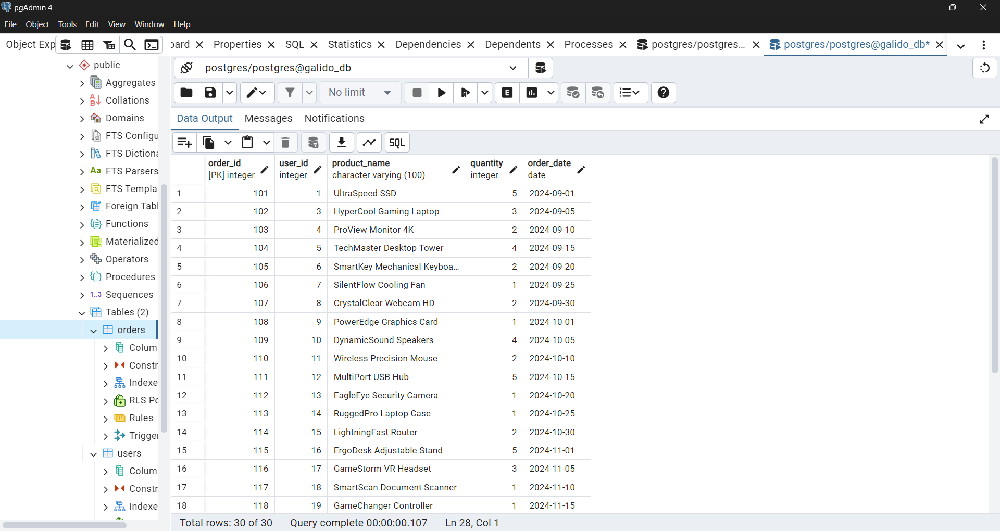 pgAdmin 4
File Object Tools Edit View Window Help
Object Exp
oard Properties SQL Statistics Dependencies Dependents Processes postgres/postgres... postgres/postgres@galido_db*
public
Aggregates
Collations
Domains
FTS Configu
FTS Dictiona
FTS Parsers
FTS Templat
Foreign Tabl
Functions
Materialized
Operators
Procedures
1..3 Sequences
Tables (2)
orders
Colum
Constr
Indexe
RLS Po
Rules
Trigger
users
Colum
Constr
Indexe
postgres/postgres@galido_db
No limit
E
Data Output Messages Notifications
SQL
order_id user_id product_name quantity order_date
[PK] integer integer character varying (100) integer date
1 101 1 UltraSpeed SSD 5 2024-09-01
2 102 3 HyperCool Gaming Laptop 3 2024-09-05
3 103 4 ProView Monitor 4K 2 2024-09-10
4 104 5 TechMaster Desktop Tower 4 2024-09-15
5 105 6 SmartKey Mechanical Keyboa... 2 2024-09-20
6 106 7 SilentFlow Cooling Fan 1 2024-09-25
7 107 8 CrystalClear Webcam HD 2 2024-09-30
8 108 9 PowerEdge Graphics Card 1 2024-10-01
9 109 10 DynamicSound Speakers 4 2024-10-05
10 110 11 Wireless Precision Mouse 2 2024-10-10
11 111 12 MultiPort USB Hub 5 2024-10-15
12 112 13 EagleEye Security Camera 1 2024-10-20
13 113 14 RuggedPro Laptop Case 1 2024-10-25
14 114 15 LightningFast Router 2 2024-10-30
15 115 16 ErgoDesk Adjustable Stand 5 2024-11-01
16 116 17 GameStorm VR Headset 3 2024-11-05
17 117 18 SmartScan Document Scanner 1 2024-11-10
18 118 19 GameChanger Controller 1 2024-11-15
Total rows: 30 of 30 Query complete 00:00:00.107 Ln 28, Col 1